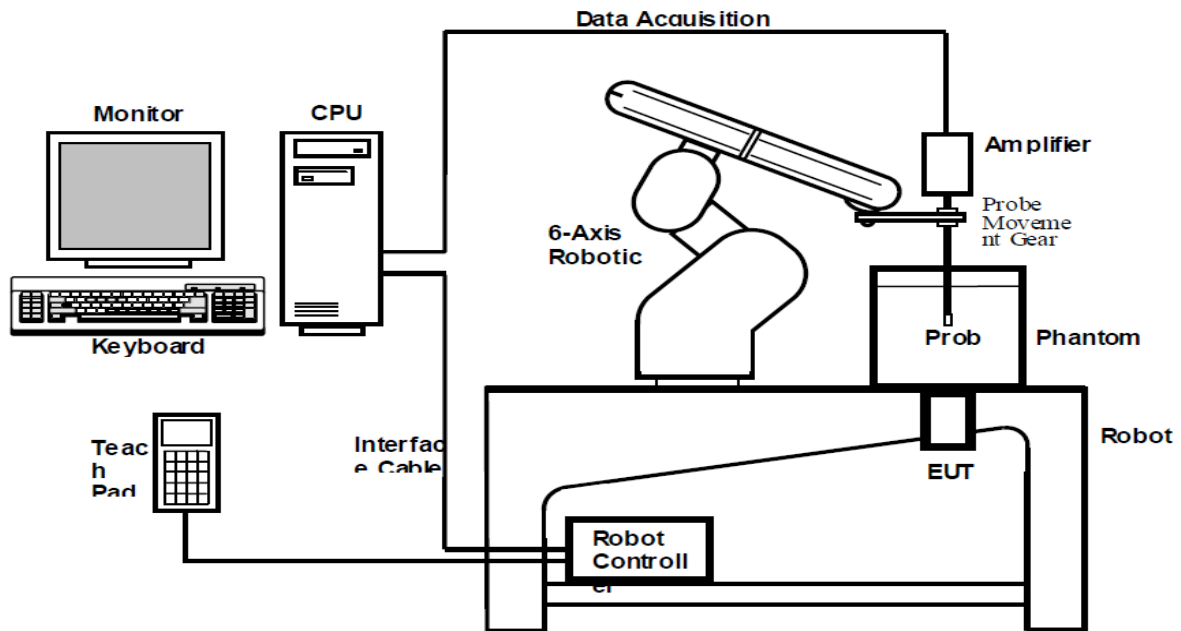 Data Acquisition
Monitor
CPU
Amplifier
Probe
Moveme
nt Gear
6-Axis
Robotic
Keyboard
Prob
Phantom
Teac
h
Pad
Interfac
e Cable
Robot
EUT
Robot
Controll
er